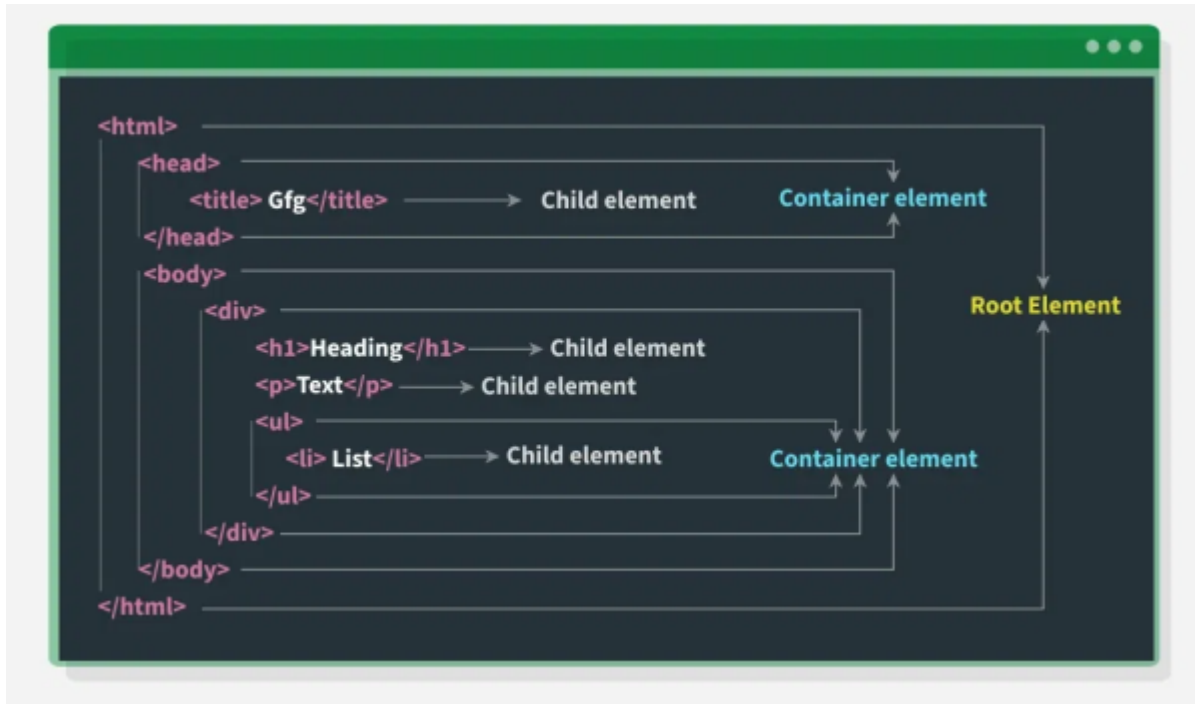 <html>
<head>
<title> Gfg</title> Child element Container element
</head>
<body>
<div> Root Element
<h1>Heading</h1> Child element
<p>Text</p> Child element
<ul>
<li> List</li> Child element Container element
</ul>
</div>
</body>
</html>